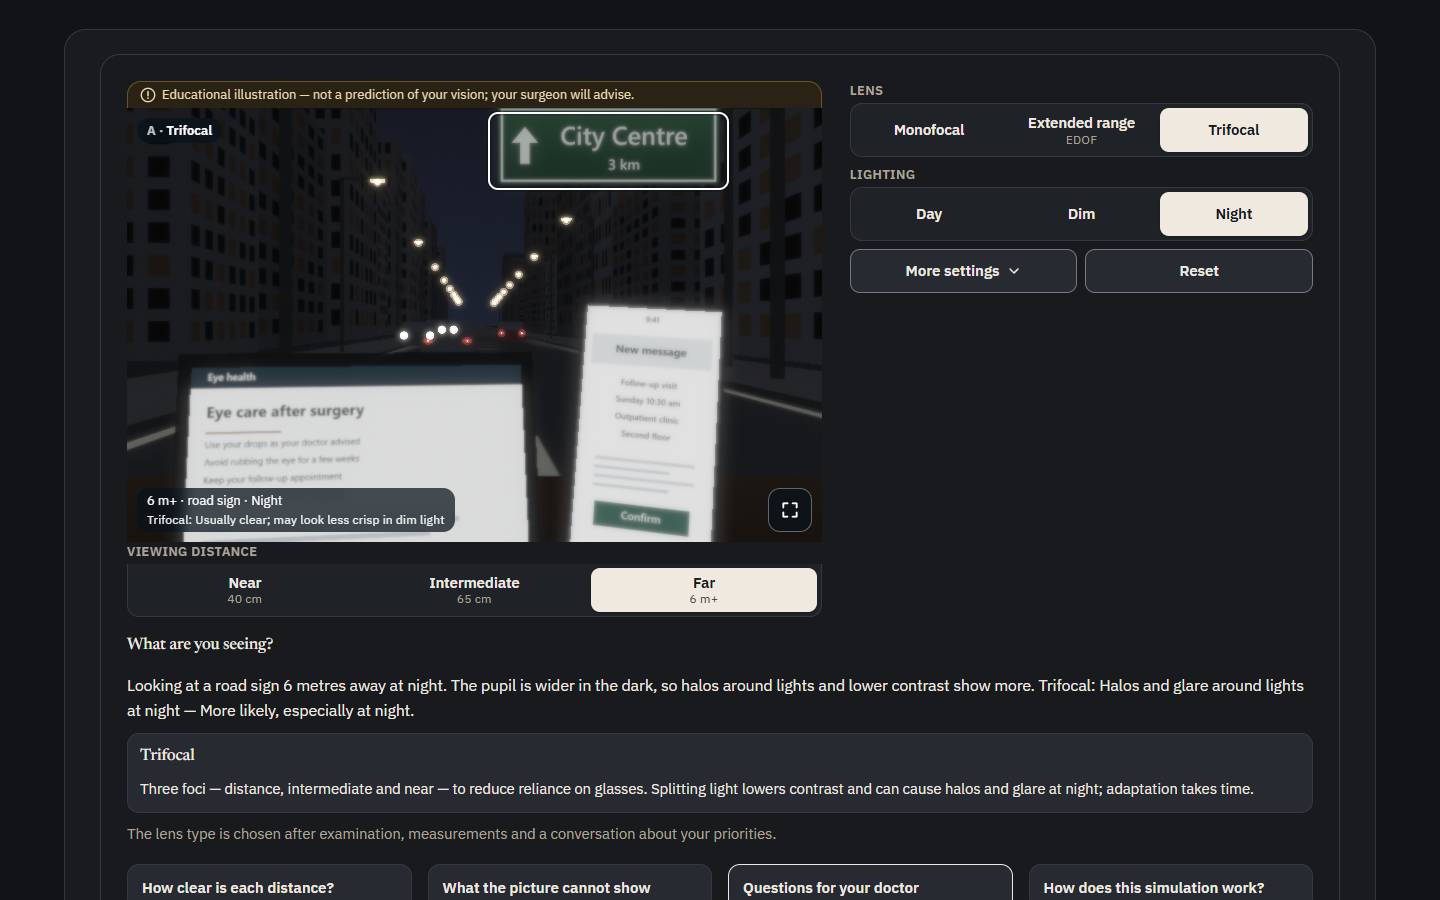 Educational illustration — not a prediction of your vision; your surgeon will advise.
A · Trifocal
City Centre
3 km
9:41
New message
Follow-up visit
Sunday 10:30 am
Outpatient clinic
Second floor
Confirm
Eye health
Eye care after surgery
Use your drops as your doctor advised
Avoid rubbing the eye for a few weeks
Keep your follow-up appointment
6 m+ · road sign · Night
Trifocal: Usually clear; may look less crisp in dim light
VIEWING DISTANCE
Near
40 cm
Intermediate
65 cm
Far
6 m+
LENS
Monofocal
Extended range
EDOF
Trifocal
LIGHTING
Day
Dim
Night
More settings
Reset
What are you seeing?
Looking at a road sign 6 metres away at night. The pupil is wider in the dark, so halos around lights and lower contrast show more. Trifocal: Halos and glare around lights
at night — More likely, especially at night.
Trifocal
Three foci — distance, intermediate and near — to reduce reliance on glasses. Splitting light lowers contrast and can cause halos and glare at night; adaptation takes time.
The lens type is chosen after examination, measurements and a conversation about your priorities.
How clear is each distance?
What the picture cannot show
Questions for your doctor
How does this simulation work?